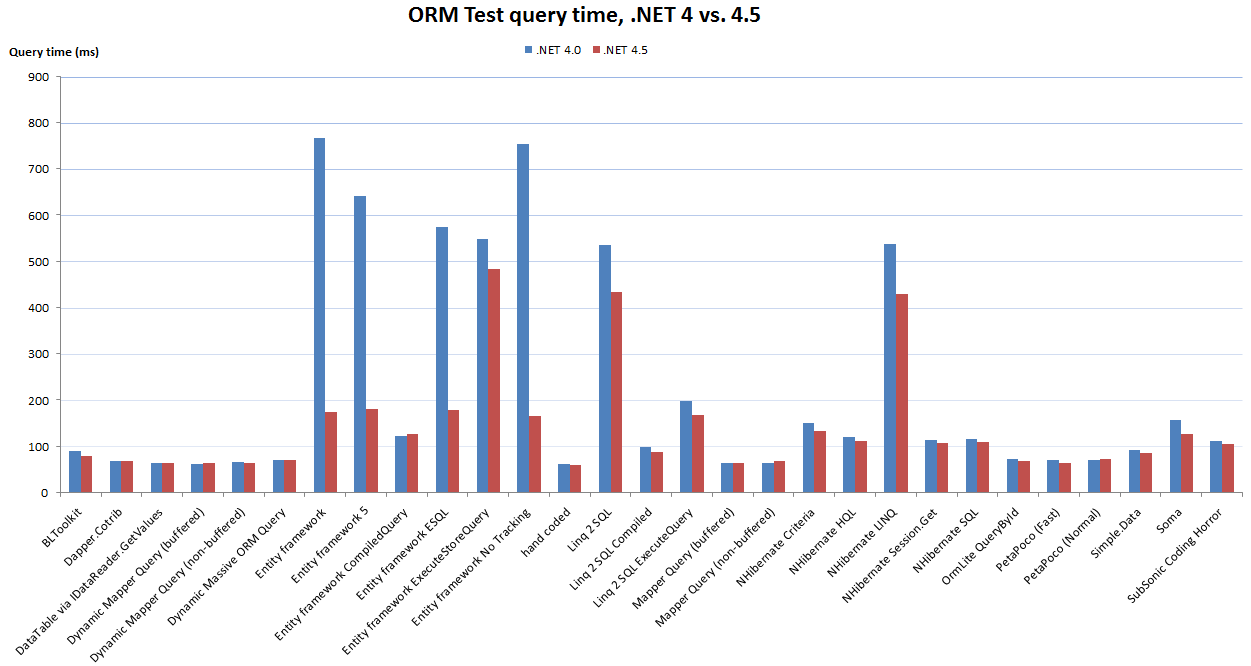 ORM Test query time, .NET 4 vs. 4.5
Query time (ms)
.NET 4.0
.NET 4.5
900
800
700
600
500
400
300
200
100
0
BLToolkit
Dapper.Cotrib
DataTable via IDataReader.GetValues
Dynamic Mapper Query (buffered)
Dynamic Mapper Query (non-buffered)
Dynamic Massive ORM Query
Entity framework
Entity framework 5
Entity framework CompiledQuery
Entity framework ESQL
Entity framework ExecuteStoreQuery
Entity framework No Tracking
hand coded
Linq 2 SQL
Linq 2 SQL Compiled
Linq 2 SQL ExecuteQuery
Mapper Query (buffered)
Mapper Query (non-buffered)
NHibernate Criteria
NHibernate HQL
NHibernate LINQ
NHibernate Session.Get
NHibernate SQL
OrmLite QueryById
PetaPoco (Fast)
PetaPoco (Normal)
Simple.Data
Soma
SubSonic Coding Horror